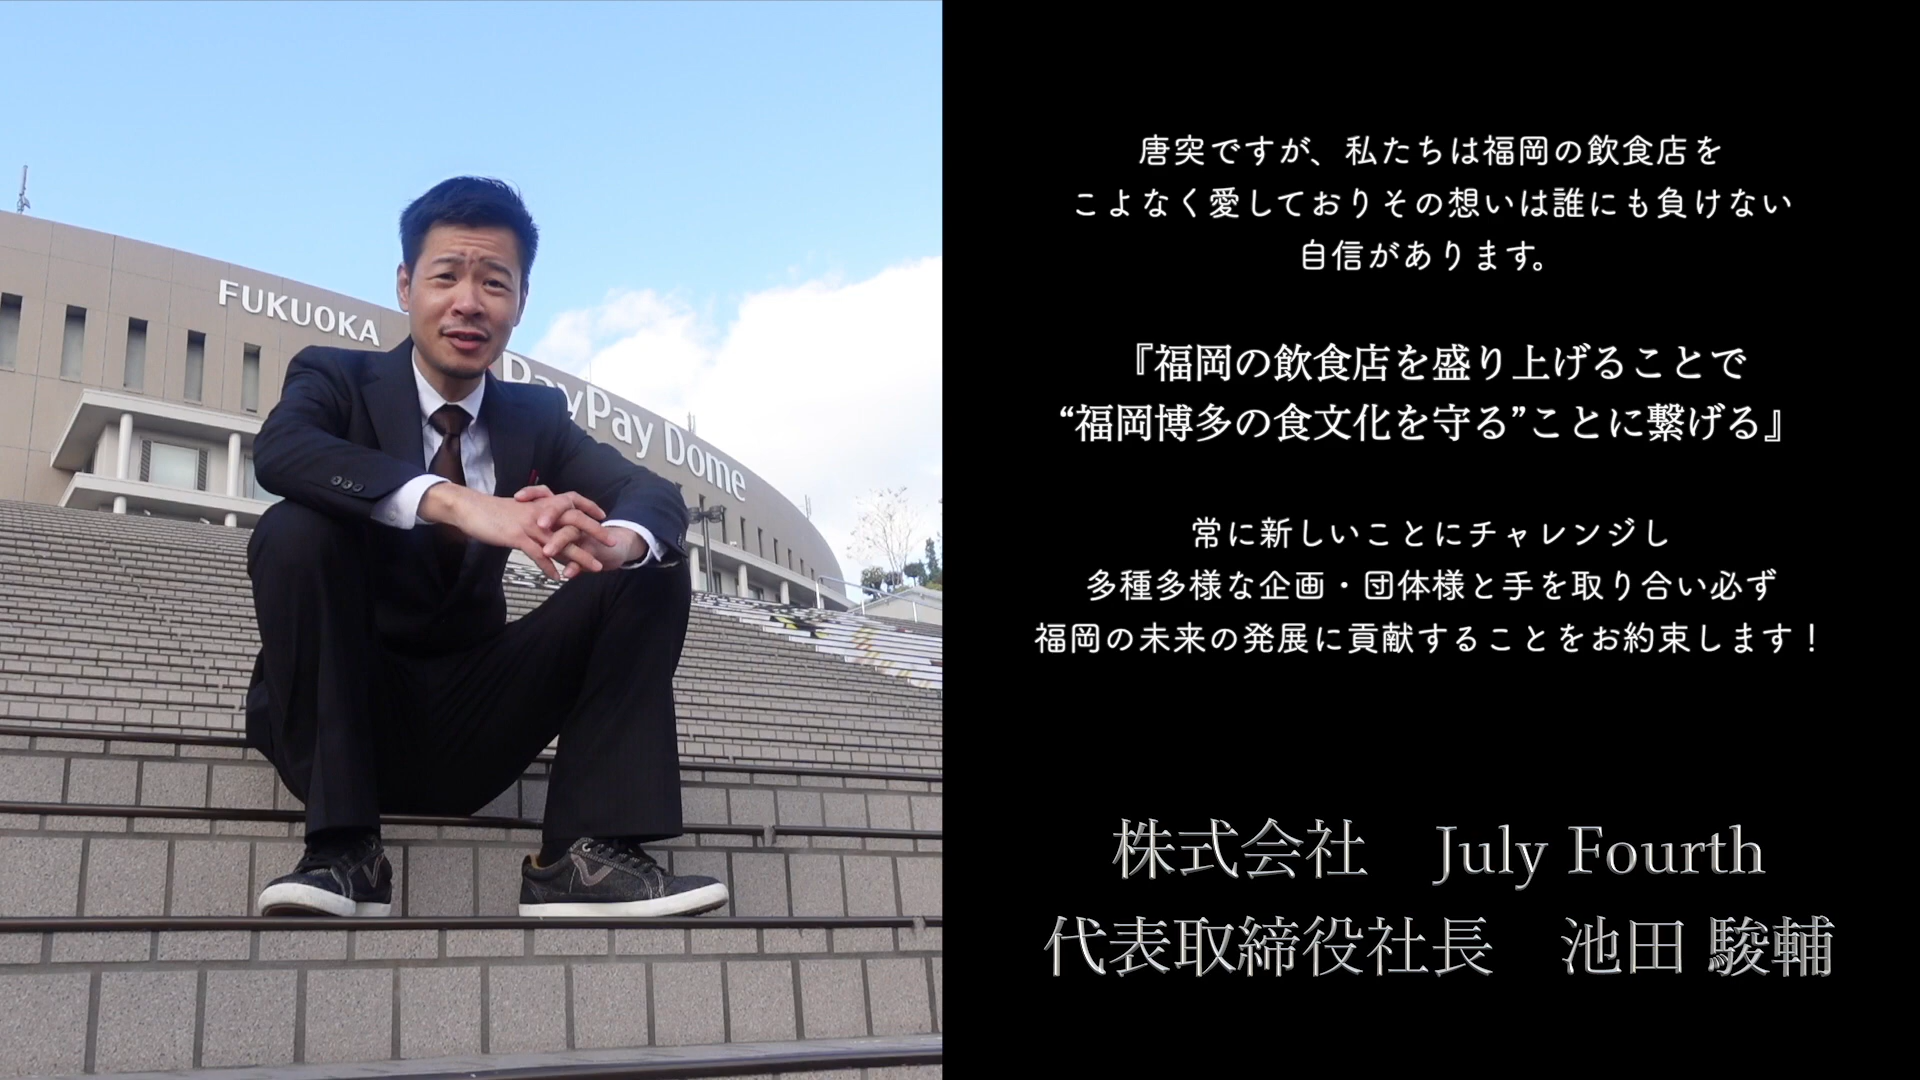 FUKUOKA
PayPay Dome
唐突ですが、私たちは福岡の飲食店を
こよなく愛しておりその想いは誰にも負けない
自信があります。
『福岡の飲食店を盛り上げることで
“福岡博多の食文化を守る”ことに繋げる』
常に新しいことにチャレンジし
多種多様な企画・団体様と手を取り合い必ず
福岡の未来の発展に貢献することをお約束します！
株式会社　July Fourth
代表取締役社長　池田 駿輔